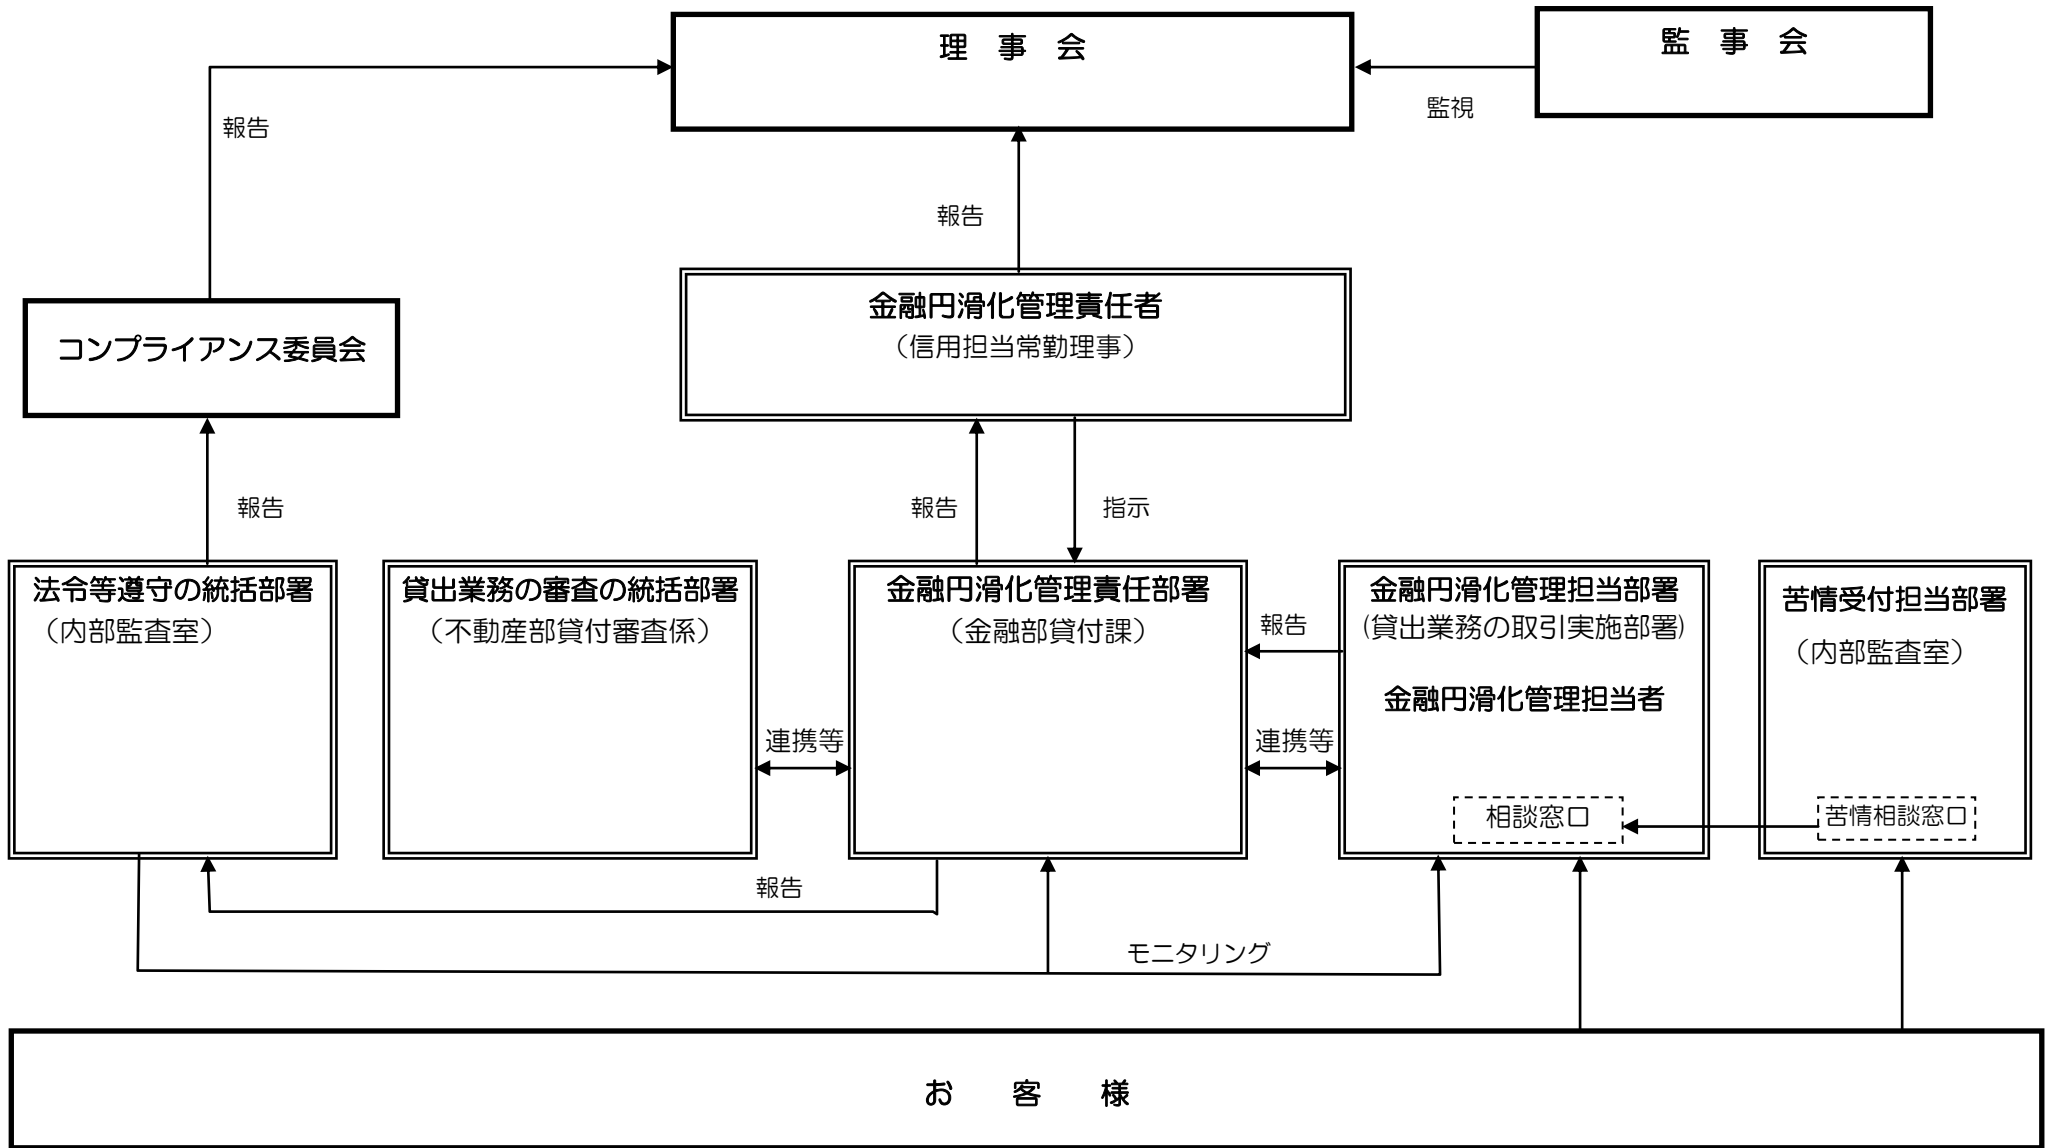 理 事 会
監 事 会
監視
報告
報告
金融円滑化管理責任者
（信用担当常勤理事）
コンプライアンス委員会
報告
報告
指示
法令等遵守の統括部署
（内部監査室）
貸出業務の審査の統括部署
（不動産部貸付審査係）
金融円滑化管理責任部署
（金融部貸付課）
報告
金融円滑化管理担当部署
(貸出業務の取引実施部署)
金融円滑化管理担当者
苦情受付担当部署
（内部監査室）
連携等
連携等
相談窓口
苦情相談窓口
報告
モニタリング
お 客 様